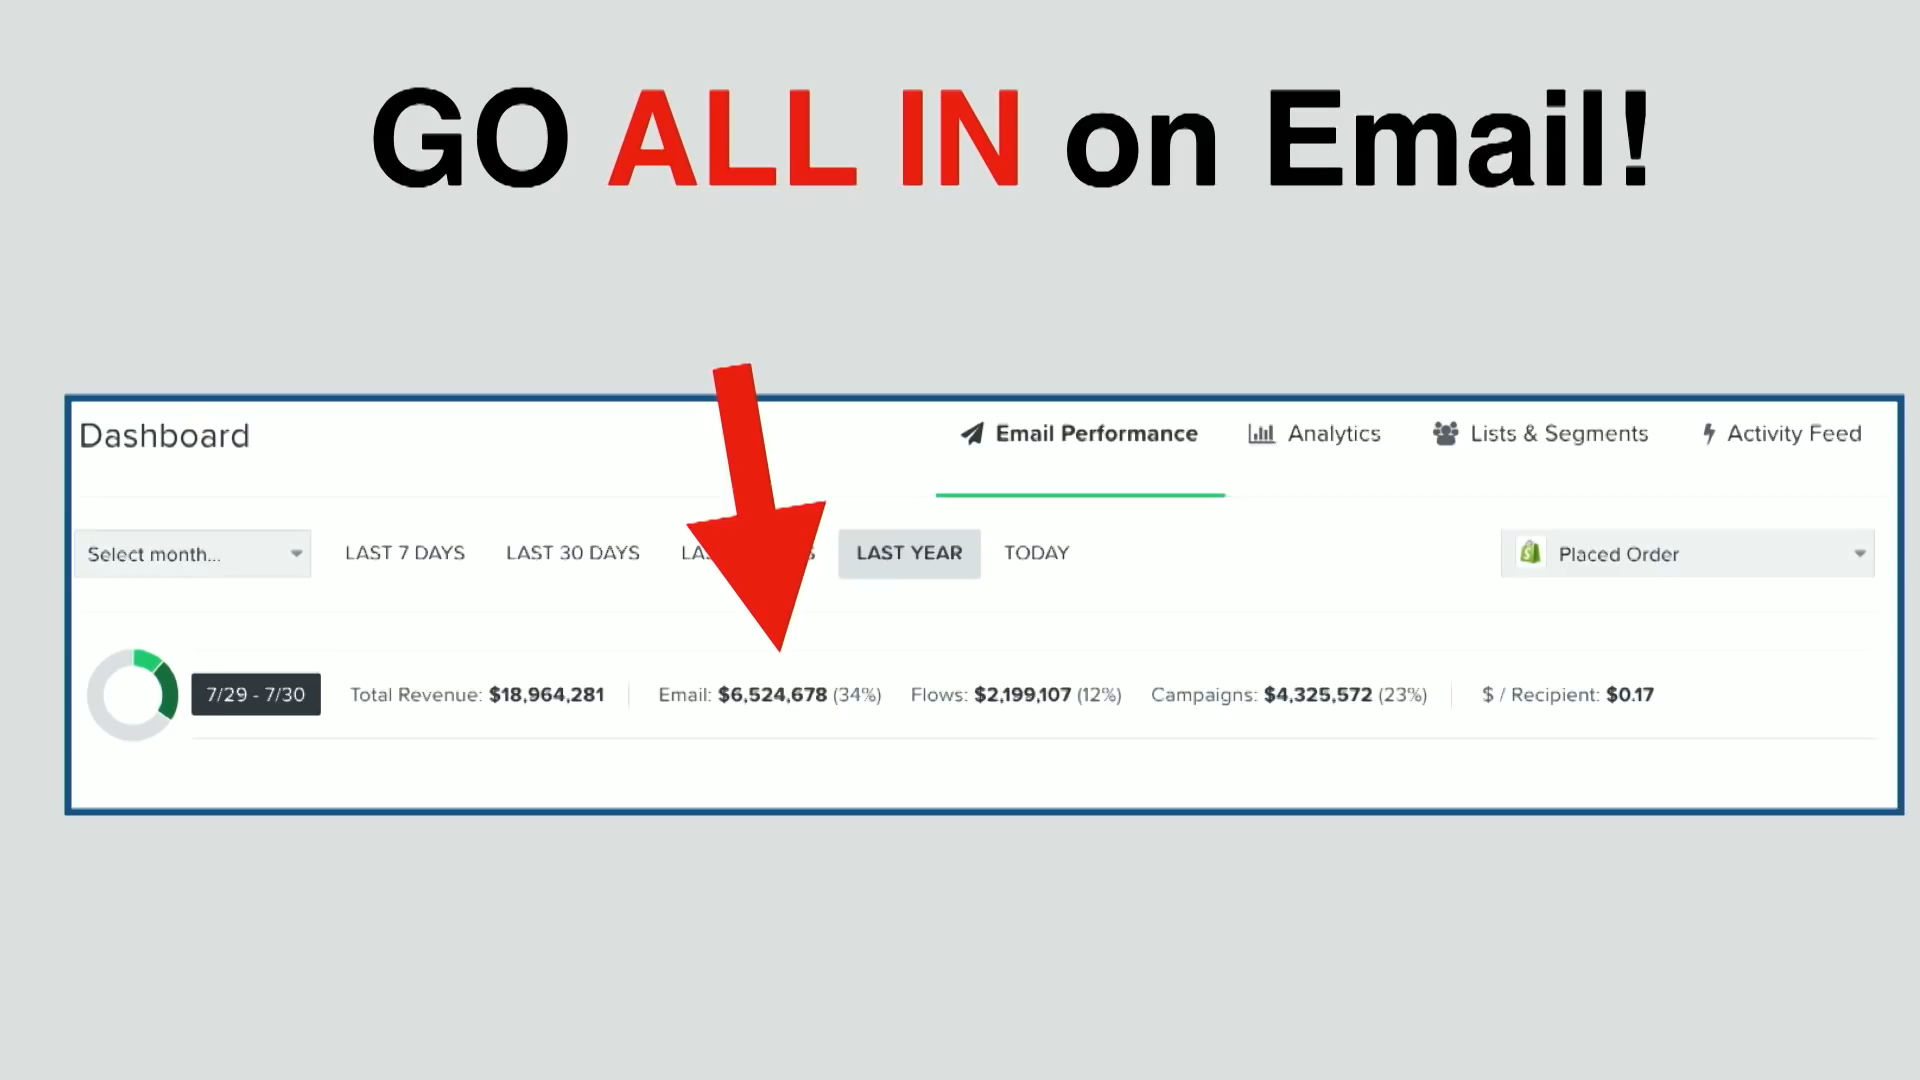 GO ALL IN on Email!
Dashboard
Email Performance
Analytics
Lists & Segments
Activity Feed
Select month...
LAST 7 DAYS
LAST 30 DAYS
LAST YEAR
TODAY
Placed Order
7/29 - 7/30
Total Revenue: $18,964,281
Email: $6,524,678 (34%)
Flows: $2,199,107 (12%)
Campaigns: $4,325,572 (23%)
$ / Recipient: $0.17